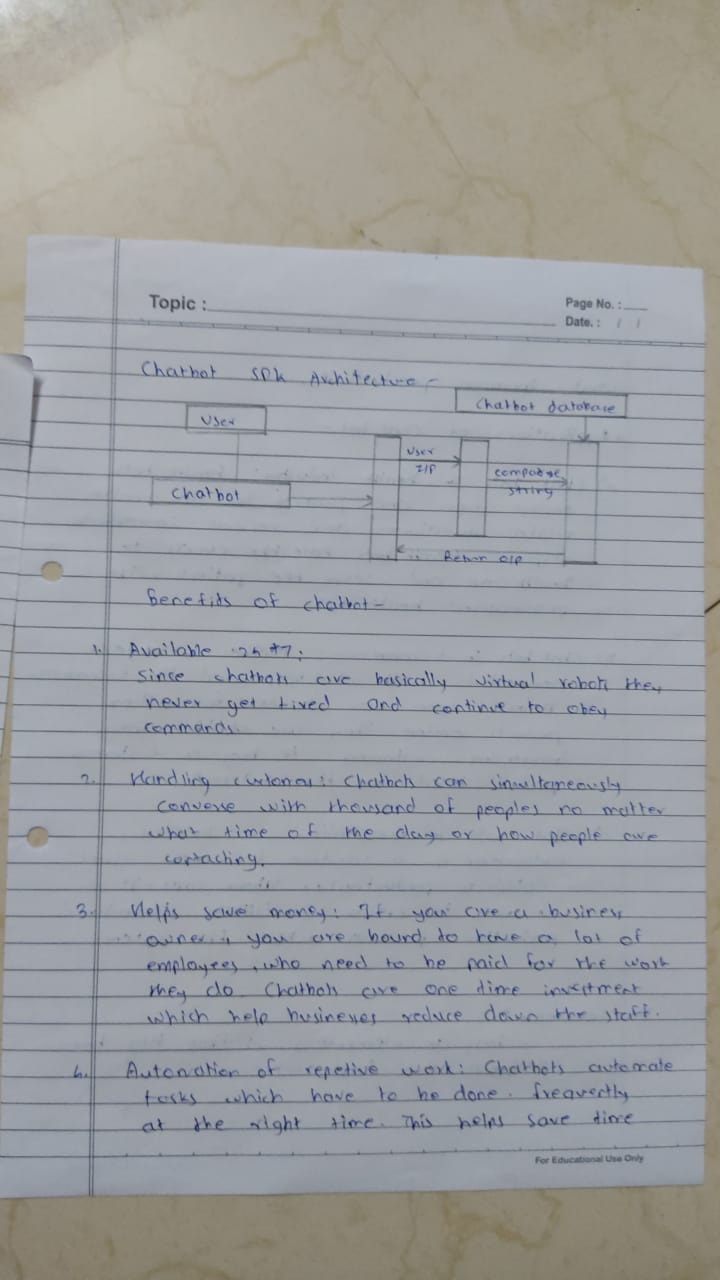 Topic :
Page No. :
Date. : / /
Chatbot SDK Architecture -
Chatbot database
User
User
I/P
compare
string
Chatbot
Return O/P
Benefits of chatbot -
1. Available 24*7:
since chatbots are basically virtual robots they
never get tired and continue to obey
commands.
2. Handling customers: Chatbots can simultaneously
converse with thousand of peoples no matter
what time of the day or how people are
contacting.
3. Helps save money: If you are a business
owner, you are bound to have a lot of
employees, who need to be paid for the work
they do. Chatbots are one time investment
which help businesses reduce down the staff.
4. Automation of repetive work: Chatbots automate
tasks which have to be done. frequently
at the right time. This helps save time
For Educational Use Only